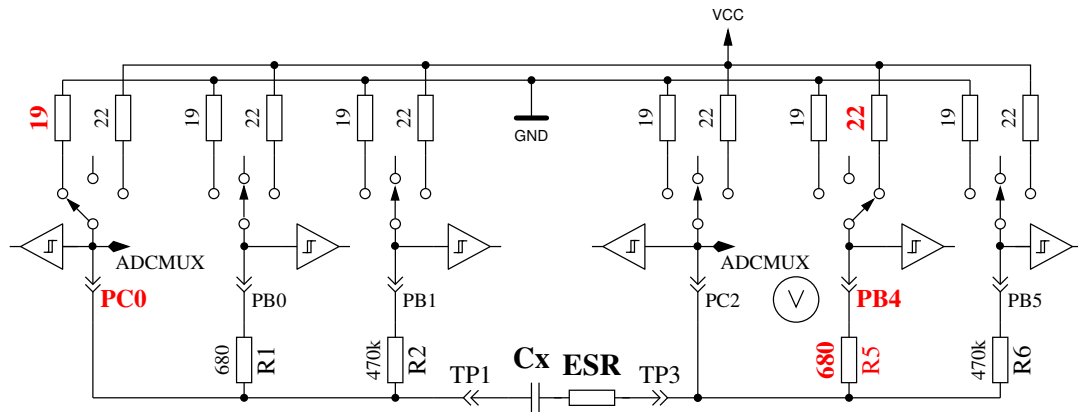 VCC
19
22
19
22
19
22
GND
19
22
19
22
19
22
ADCMUX
ADCMUX
PC0
PB0
PB1
PC2
V
PB4
PB5
680
R1
470k
R2
TP1
Cx
ESR
TP3
680
R5
470k
R6